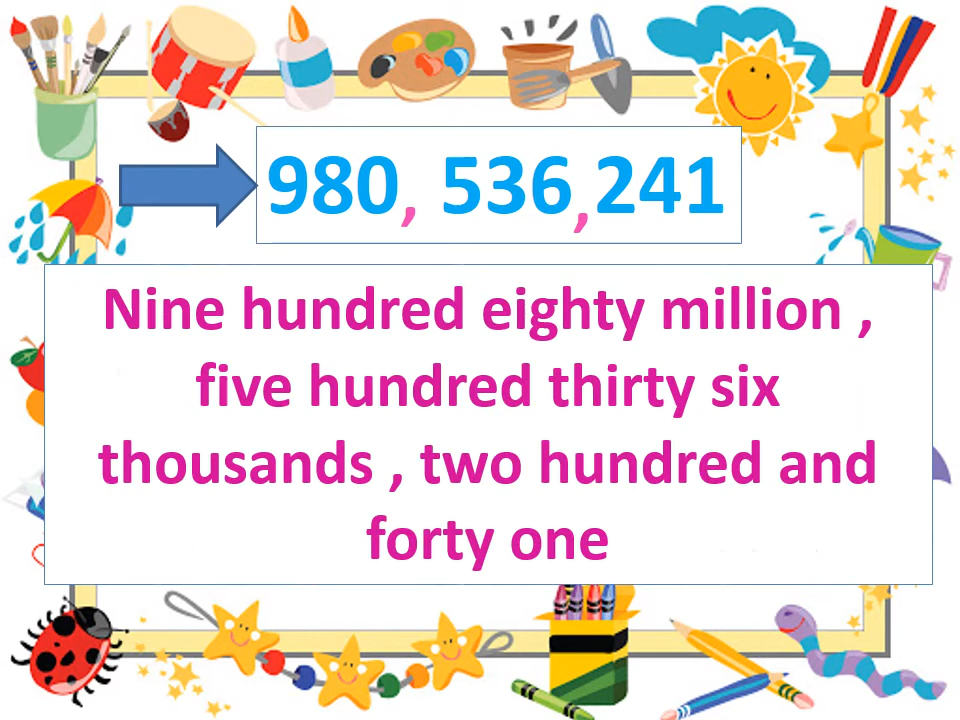 980, 536,241
Nine hundred eighty million ,
five hundred thirty six
thousands , two hundred and
forty one